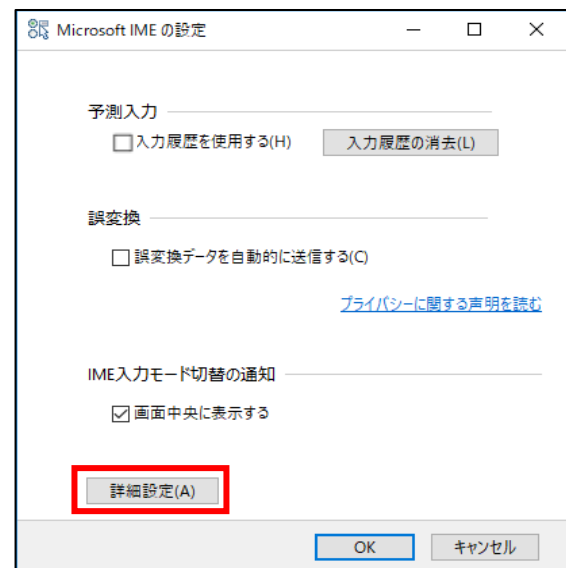 Microsoft IME の設定
予測入力
入力履歴を使用する(H)
入力履歴の消去(L)
誤変換
誤変換データを自動的に送信する(C)
プライバシーに関する声明を読む
IME入力モード切替の通知
画面中央に表示する
詳細設定(A)
OK
キャンセル